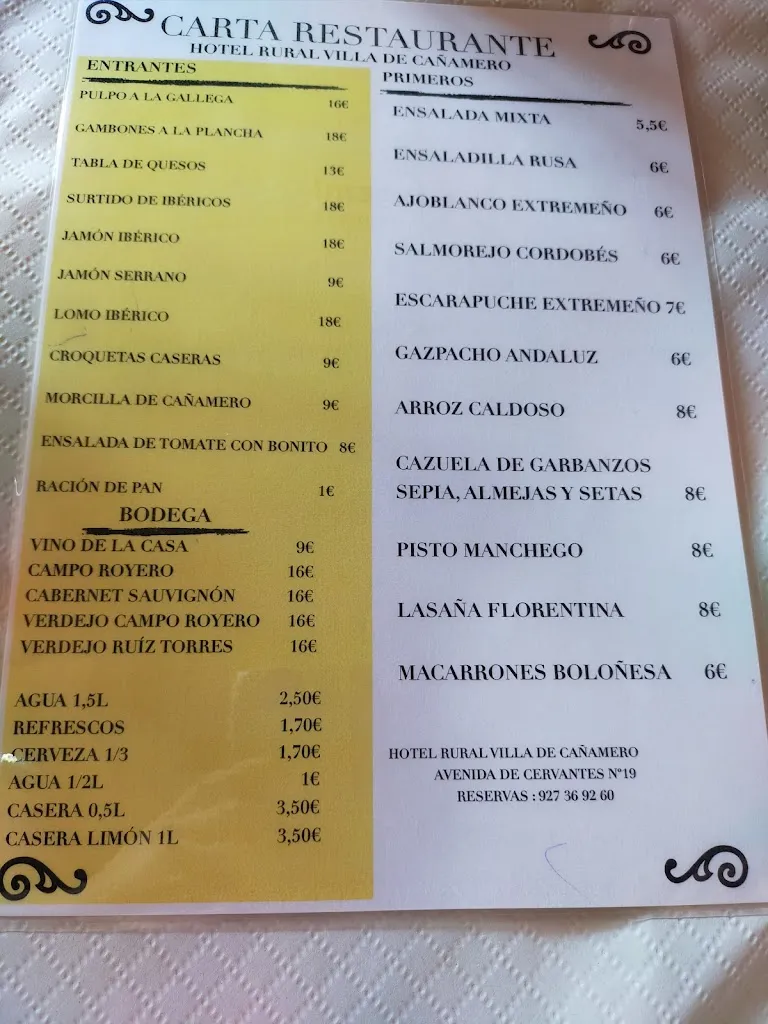 CARTA RESTAURANTE
HOTEL RURAL VILLA DE CAÑAMERO
ENTRANTES
PULPO A LA GALLEGA 16€
GAMBONES A LA PLANCHA 18€
TABLA DE QUESOS 13€
SURTIDO DE IBÉRICOS 18€
JAMÓN IBÉRICO 18€
JAMÓN SERRANO 9€
LOMO IBÉRICO 18€
CROQUETAS CASERAS 9€
MORCILLA DE CAÑAMERO 9€
ENSALADA DE TOMATE CON BONITO 8€
RACIÓN DE PAN 1€
BODEGA
VINO DE LA CASA 9€
CAMPO ROYERO 16€
CABERNET SAUVIGNÓN 16€
VERDEJO CAMPO ROYERO 16€
VERDEJO RUÍZ TORRES 16€
AGUA 1,5L 2,50€
REFRESCOS 1,70€
CERVEZA 1/3 1,70€
AGUA 1/2L 1€
CASERA 0,5L 3,50€
CASERA LIMÓN 1L 3,50€
PRIMEROS
ENSALADA MIXTA 5,5€
ENSALADILLA RUSA 6€
AJOBLANCO EXTREMEÑO 6€
SALMOREJO CORDOBÉS 6€
ESCARAPUCHE EXTREMEÑO 7€
GAZPACHO ANDALUZ 6€
ARROZ CALDOSO 8€
CAZUELA DE GARBANZOS
SEPIA, ALMEJAS Y SETAS 8€
PISTO MANCHEGO 8€
LASAÑA FLORENTINA 8€
MACARRONES BOLOÑESA 6€
HOTEL RURAL VILLA DE CAÑAMERO
AVENIDA DE CERVANTES Nº19
RESERVAS : 927 36 92 60